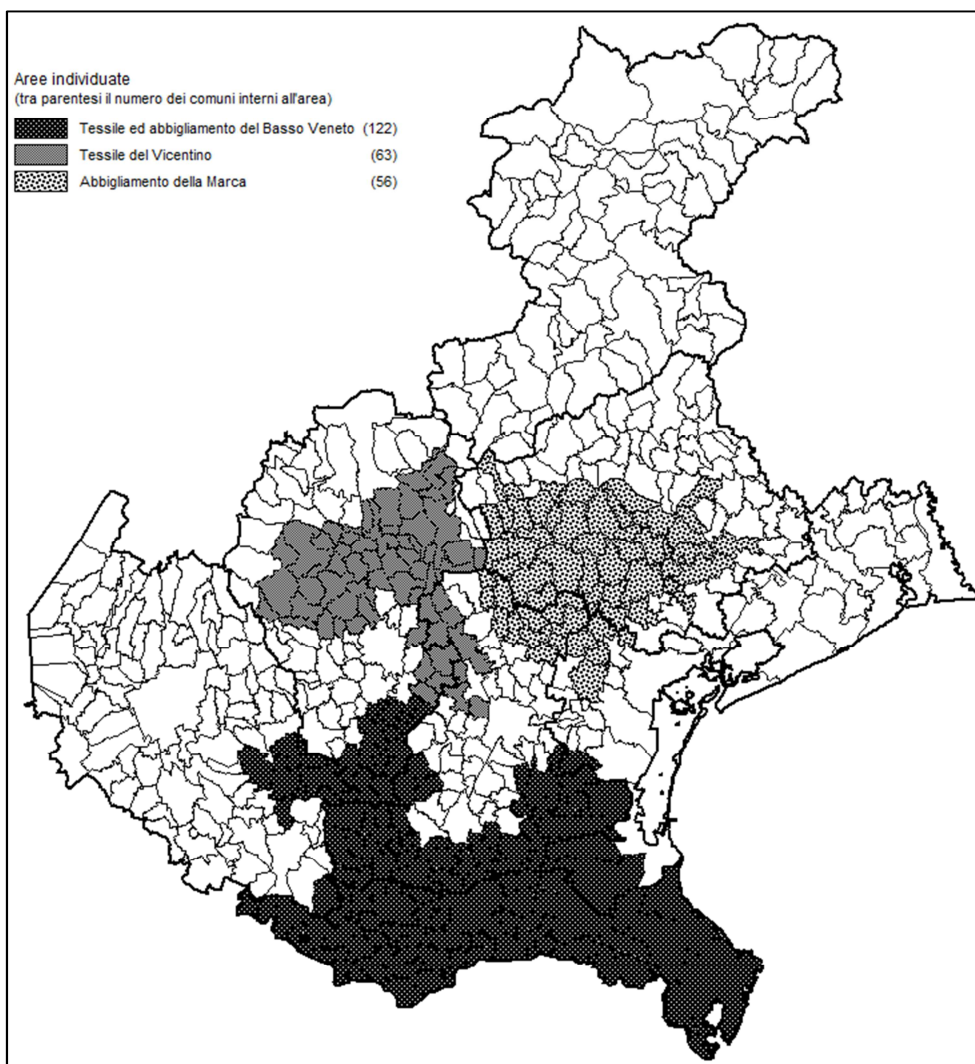 Aree individuate
(tra parentesi il numero dei comuni interni all'area)
Tessile ed abbigliamento del Basso Veneto (122)
Tessile del Vicentino (63)
Abbigliamento della Marca (56)